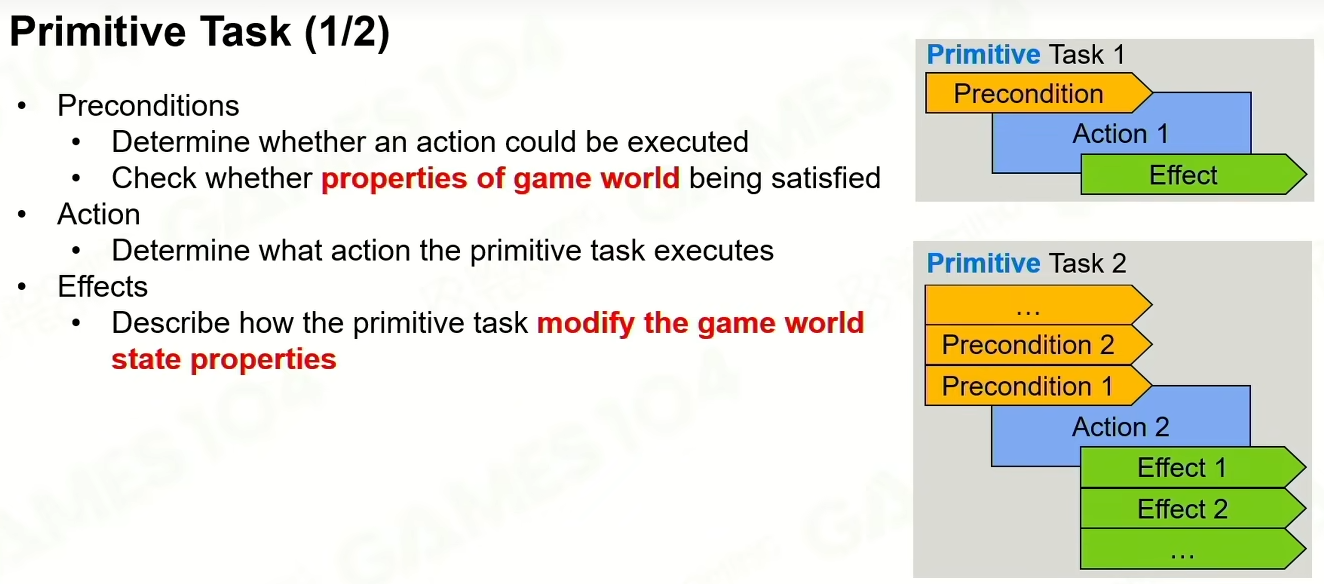 Primitive Task (1/2)
• Preconditions
• Determine whether an action could be executed
• Check whether properties of game world being satisfied
• Action
• Determine what action the primitive task executes
• Effects
• Describe how the primitive task modify the game world
state properties
Primitive Task 1
Precondition
Action 1
Effect
Primitive Task 2
...
Precondition 2
Precondition 1
Action 2
Effect 1
Effect 2
...
GAMES104